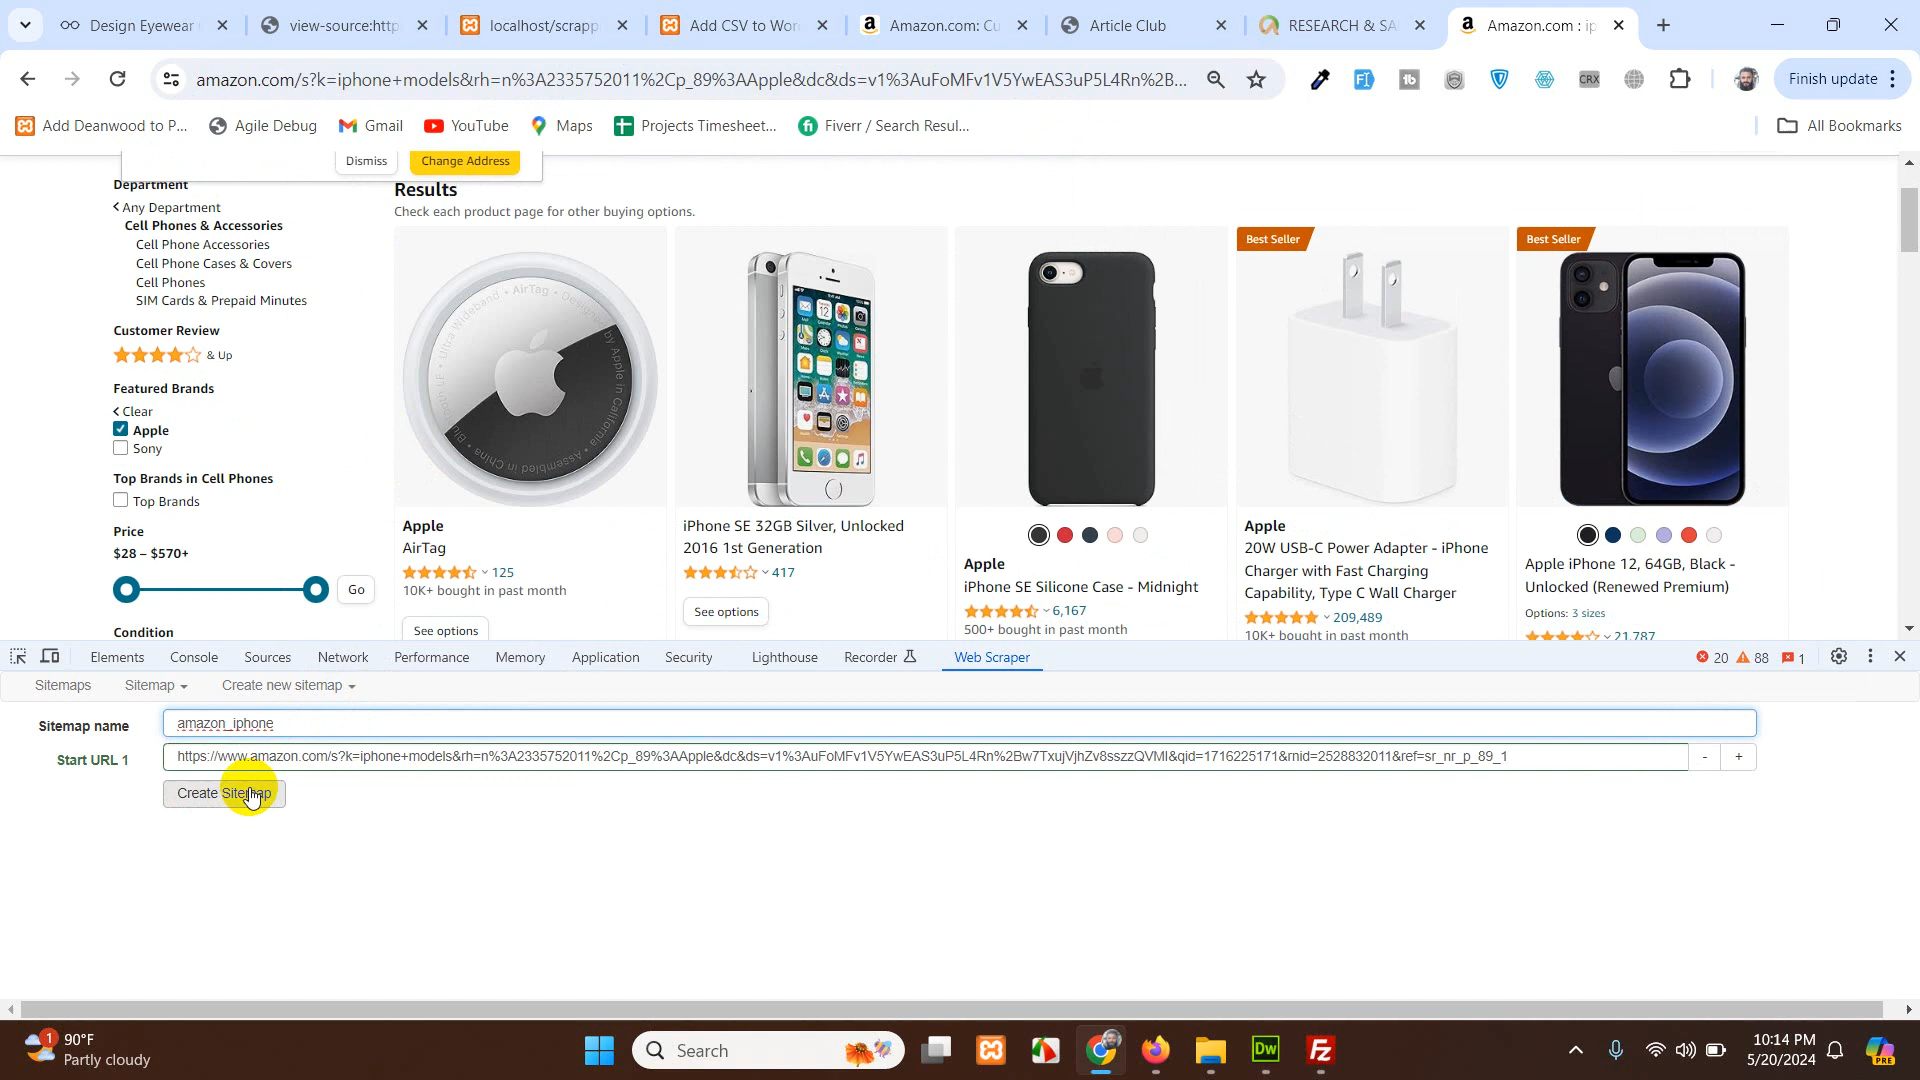 Design Eyewear
view-source:http
localhost/scrapp
Add CSV to Wor
Amazon.com: Cu
Article Club
RESEARCH & SA
Amazon.com : ip
amazon.com/s?k=iphone+models&rh=n%3A2335752011%2Cp_89%3AApple&dc&ds=v1%3AuFoMFv1V5YwEAS3uP5L4Rn%2B...
CRX
Finish update
Add Deanwood to P...
Agile Debug
Gmail
YouTube
Maps
Projects Timesheet...
Fiverr / Search Resul...
All Bookmarks
Dismiss
Change Address
Department
Any Department
Cell Phones & Accessories
Cell Phone Accessories
Cell Phone Cases & Covers
Cell Phones
SIM Cards & Prepaid Minutes
Customer Review
& Up
Featured Brands
Clear
Apple
Sony
Top Brands in Cell Phones
Top Brands
Price
$28 – $570+
Go
Condition
Results
Check each product page for other buying options.
Apple
AirTag
125
10K+ bought in past month
See options
iPhone SE 32GB Silver, Unlocked
2016 1st Generation
417
See options
Apple
iPhone SE Silicone Case - Midnight
6,167
500+ bought in past month
Best Seller
Apple
20W USB-C Power Adapter - iPhone
Charger with Fast Charging
Capability, Type C Wall Charger
209,489
10K+ bought in past month
Best Seller
Apple iPhone 12, 64GB, Black -
Unlocked (Renewed Premium)
Options: 3 sizes
21,787
Elements
Console
Sources
Network
Performance
Memory
Application
Security
Lighthouse
Recorder
Web Scraper
20
88
1
Sitemaps
Sitemap
Create new sitemap
Sitemap name
amazon_iphone
Start URL 1
https://www.amazon.com/s?k=iphone+models&rh=n%3A2335752011%2Cp_89%3AApple&dc&ds=v1%3AuFoMFv1V5YwEAS3uP5L4Rn%2Bw7TxujVjhZv8sszzQVMI&qid=1716225171&rnid=2528832011&ref=sr_nr_p_89_1
-
+
Create Sitemap
1
90°F
Partly cloudy
Search
Dw
Fz
10:14 PM
5/20/2024
PRE